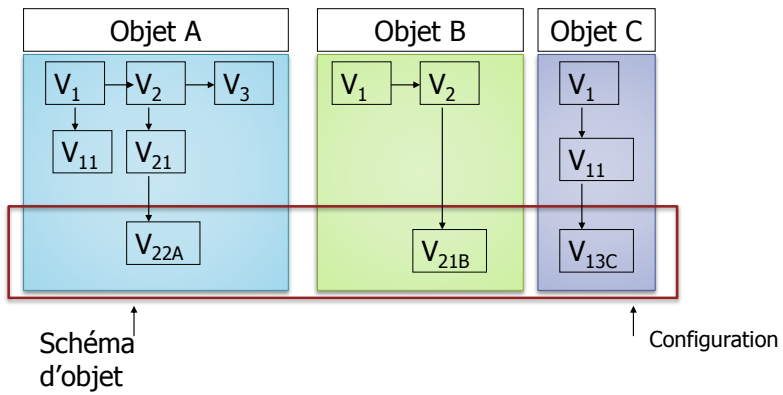 Objet A Objet B Objet C
V₁ V₂ V₃ V₁ V₂ V₁
V₁₁ V₂₁ V₁₁
V₂₂A V₂₁B V₁₃C
Configuration
Schéma
d'objet